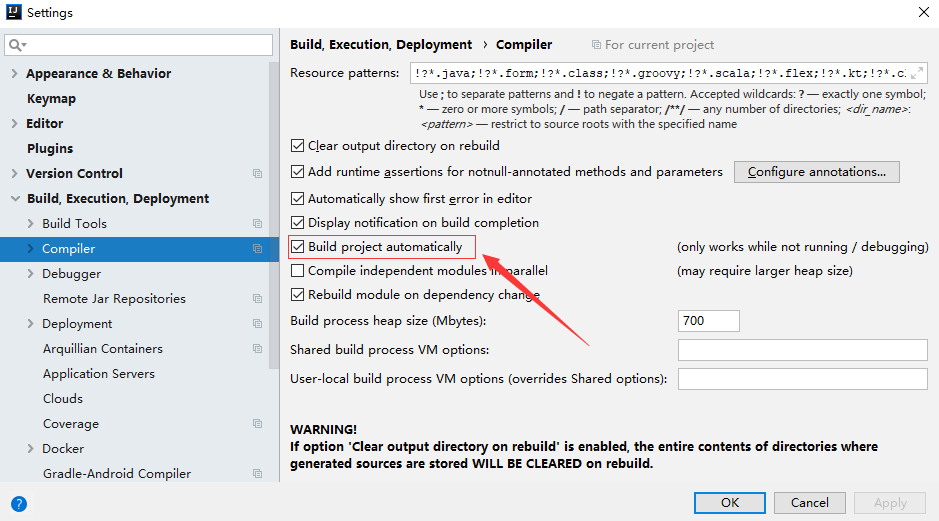 IJ Settings
Build, Execution, Deployment › Compiler For current project
Appearance & Behavior
Keymap
Editor
Plugins
Version Control
Build, Execution, Deployment
Build Tools
Compiler
Debugger
Remote Jar Repositories
Deployment
Arquillian Containers
Application Servers
Clouds
Coverage
Docker
Gradle-Android Compiler
Resource patterns: !?*.java;!?*.form;!?*.class;!?*.groovy;!?*.scala;!?*.flex;!?*.kt;!?*.cl
Use ; to separate patterns and ! to negate a pattern. Accepted wildcards: ? — exactly one symbol;
* — zero or more symbols; / — path separator; /**/ — any number of directories; <dir_name>:
<pattern> — restrict to source roots with the specified name
Clear output directory on rebuild
Add runtime assertions for notnull-annotated methods and parameters Configure annotations...
Automatically show first error in editor
Display notification on build completion
Build project automatically (only works while not running / debugging)
Compile independent modules in parallel (may require larger heap size)
Rebuild module on dependency change
Build process heap size (Mbytes): 700
Shared build process VM options:
User-local build process VM options (overrides Shared options):
WARNING!
If option 'Clear output directory on rebuild' is enabled, the entire contents of directories where
generated sources are stored WILL BE CLEARED on rebuild.
? OK Cancel Apply